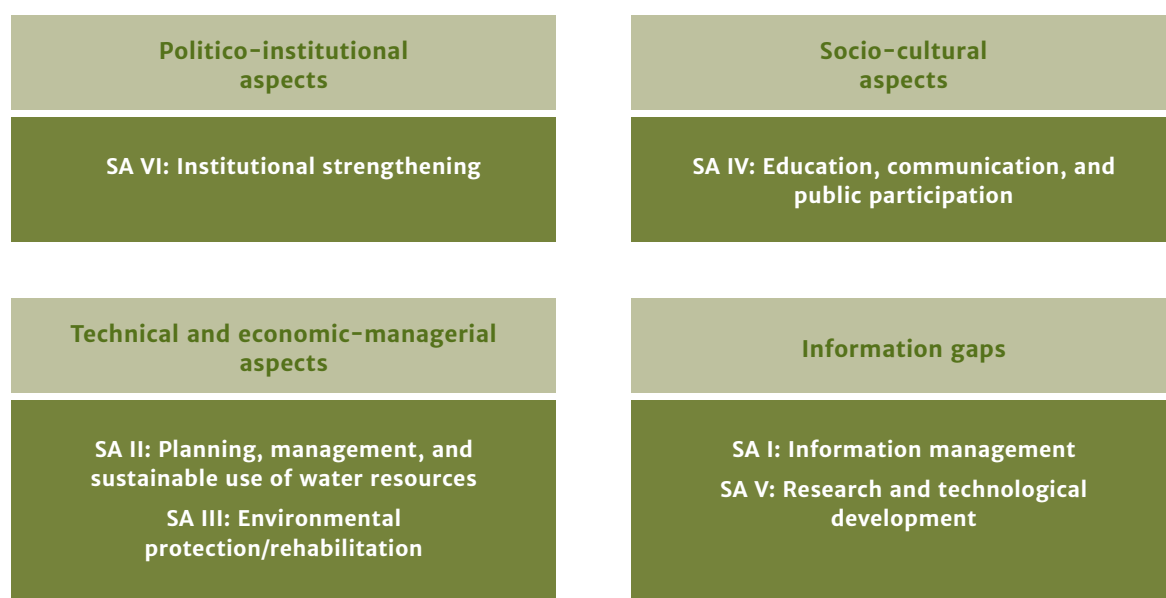 Politico-institutional
aspects
SA VI: Institutional strengthening
Socio-cultural
aspects
SA IV: Education, communication, and
public participation
Technical and economic-managerial
aspects
SA II: Planning, management, and
sustainable use of water resources
SA III: Environmental
protection/rehabilitation
Information gaps
SA I: Information management
SA V: Research and technological
development